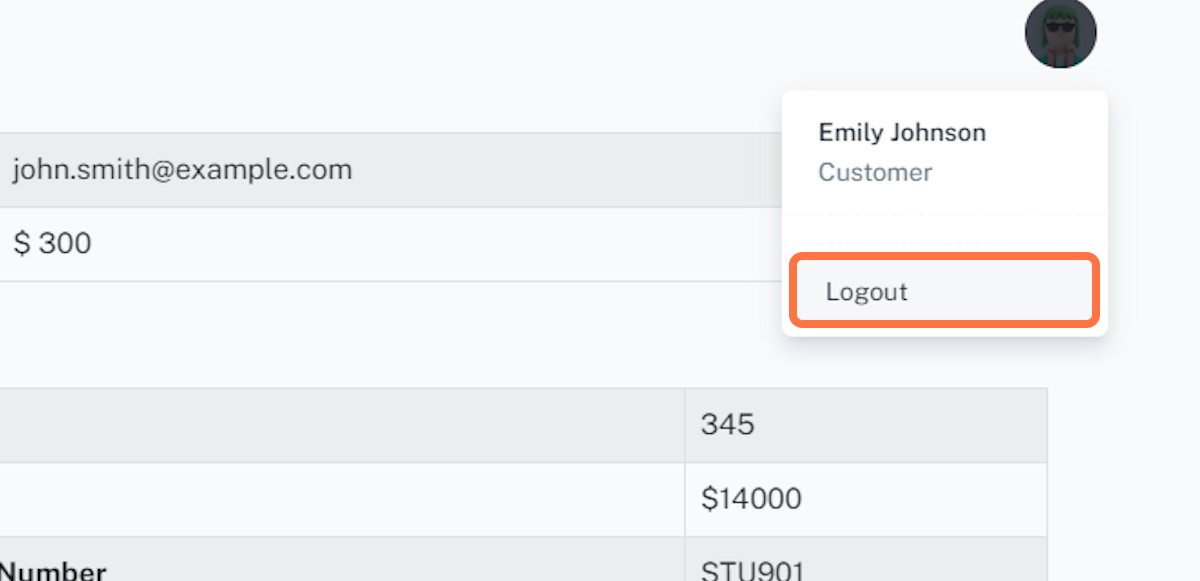 Emily Johnson
john.smith@example.com
Customer
$ 300
Logout
345
$14000
Number
STU901